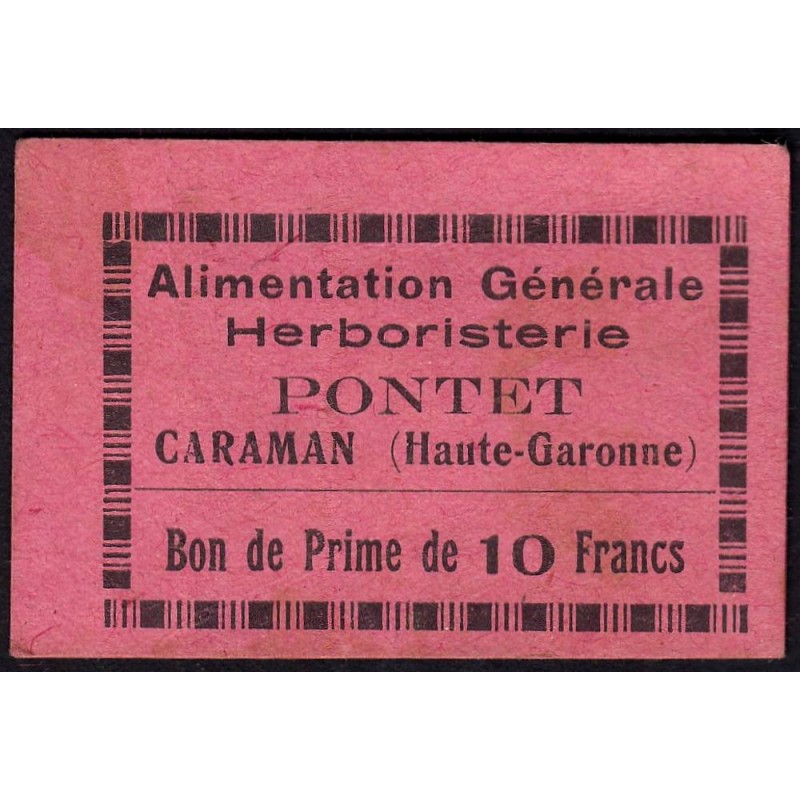 Alimentation Générale
Herboristerie
PONTET
CARAMAN (Haute-Garonne)
Bon de Prime de 10 Francs